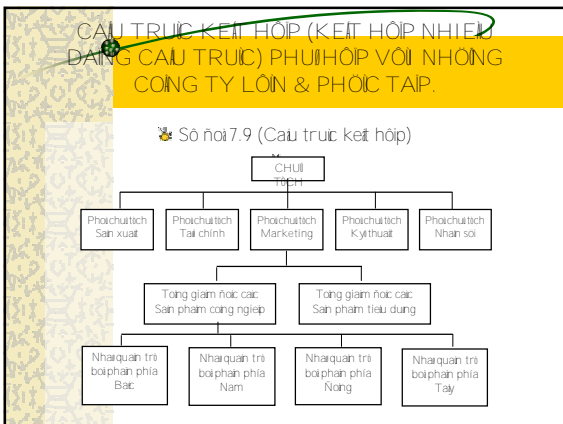 CAÁU TRUÙC KEÁT HÔÏP (KEÁT HÔÏP NHIEÀU
DAÏNG CAÁU TRUÙC) PHUØ HÔÏP VÔÙI NHÖÕNG
COÂNG TY LÔÙN & PHÖÙC TAÏP.
Sô ñoà 7.9 (Caáu truùc keát hôïp)
CHUÛ
TÒCH
Phoù chuû tòch
Saûn xuaát
Phoù chuû tòch
Taøi chính
Phoù chuû tòch
Marketing
Phoù chuû tòch
Kyõ thuaät
Phoù chuû tòch
Nhaân söï
Toång giaùm ñoác caùc
Saûn phaåm coâng ngieäp
Toång giaùm ñoác caùc
Saûn phaåm tieâu duøng
Nhaø quaûn trò
boä phaän phía
Baéc
Nhaø quaûn trò
boä phaän phía
Nam
Nhaø quaûn trò
boä phaän phía
Ñoâng
Nhaø quaûn trò
boä phaän phía
Taây